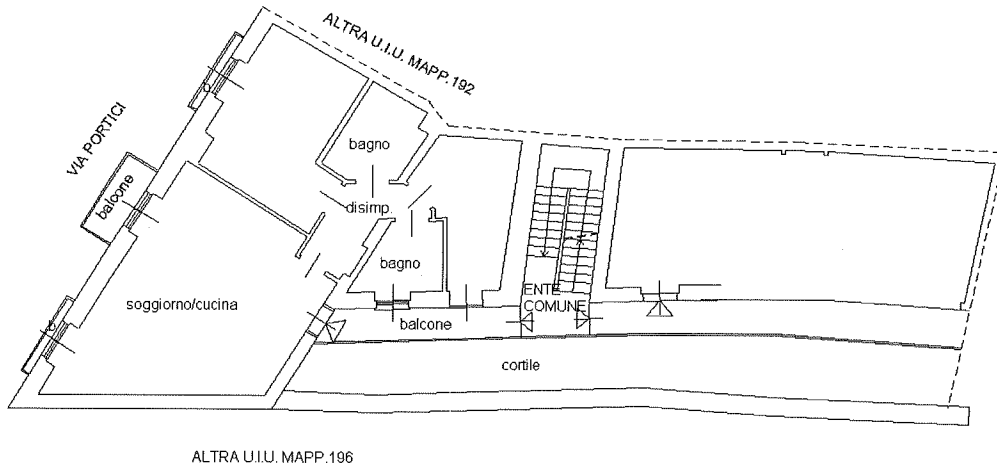 ALTRA U.I.U. MAPP.192
VIA PORTICI
balcone
bagno
disimp.
bagno
soggiorno/cucina
ENTE
COMUNE
balcone
cortile
ALTRA U.I.U. MAPP.196